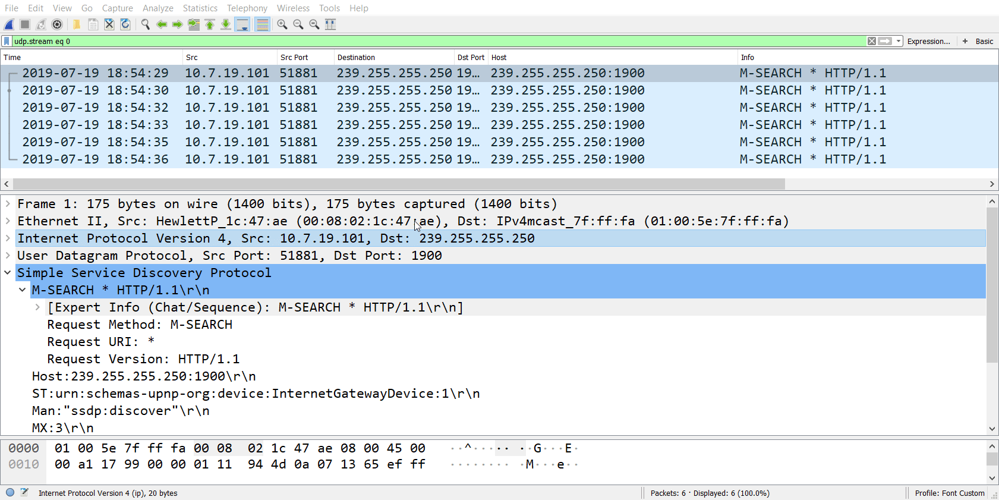 File Edit View Go Capture Analyze Statistics Telephony Wireless Tools Help
udp.stream eq 0 Expression... + Basic
Time Src Src Port Destination Dst Port Host Info
2019-07-19 18:54:29 10.7.19.101 51881 239.255.255.250 19… 239.255.255.250:1900 M-SEARCH * HTTP/1.1
2019-07-19 18:54:30 10.7.19.101 51881 239.255.255.250 19… 239.255.255.250:1900 M-SEARCH * HTTP/1.1
2019-07-19 18:54:32 10.7.19.101 51881 239.255.255.250 19… 239.255.255.250:1900 M-SEARCH * HTTP/1.1
2019-07-19 18:54:33 10.7.19.101 51881 239.255.255.250 19… 239.255.255.250:1900 M-SEARCH * HTTP/1.1
2019-07-19 18:54:35 10.7.19.101 51881 239.255.255.250 19… 239.255.255.250:1900 M-SEARCH * HTTP/1.1
2019-07-19 18:54:36 10.7.19.101 51881 239.255.255.250 19… 239.255.255.250:1900 M-SEARCH * HTTP/1.1
Frame 1: 175 bytes on wire (1400 bits), 175 bytes captured (1400 bits)
Ethernet II, Src: HewlettP_1c:47:ae (00:08:02:1c:47:ae), Dst: IPv4mcast_7f:ff:fa (01:00:5e:7f:ff:fa)
Internet Protocol Version 4, Src: 10.7.19.101, Dst: 239.255.255.250
User Datagram Protocol, Src Port: 51881, Dst Port: 1900
Simple Service Discovery Protocol
M-SEARCH * HTTP/1.1\r\n
[Expert Info (Chat/Sequence): M-SEARCH * HTTP/1.1\r\n]
Request Method: M-SEARCH
Request URI: *
Request Version: HTTP/1.1
Host:239.255.255.250:1900\r\n
ST:urn:schemas-upnp-org:device:InternetGatewayDevice:1\r\n
Man:"ssdp:discover"\r\n
MX:3\r\n
0000 01 00 5e 7f ff fa 00 08 02 1c 47 ae 08 00 45 00 ··^····· ··G···E·
0010 00 a1 17 99 00 00 01 11 94 4d 0a 07 13 65 ef ff ········ ·M···e··
Internet Protocol Version 4 (ip), 20 bytes Packets: 6 · Displayed: 6 (100.0%) Profile: Font Custom